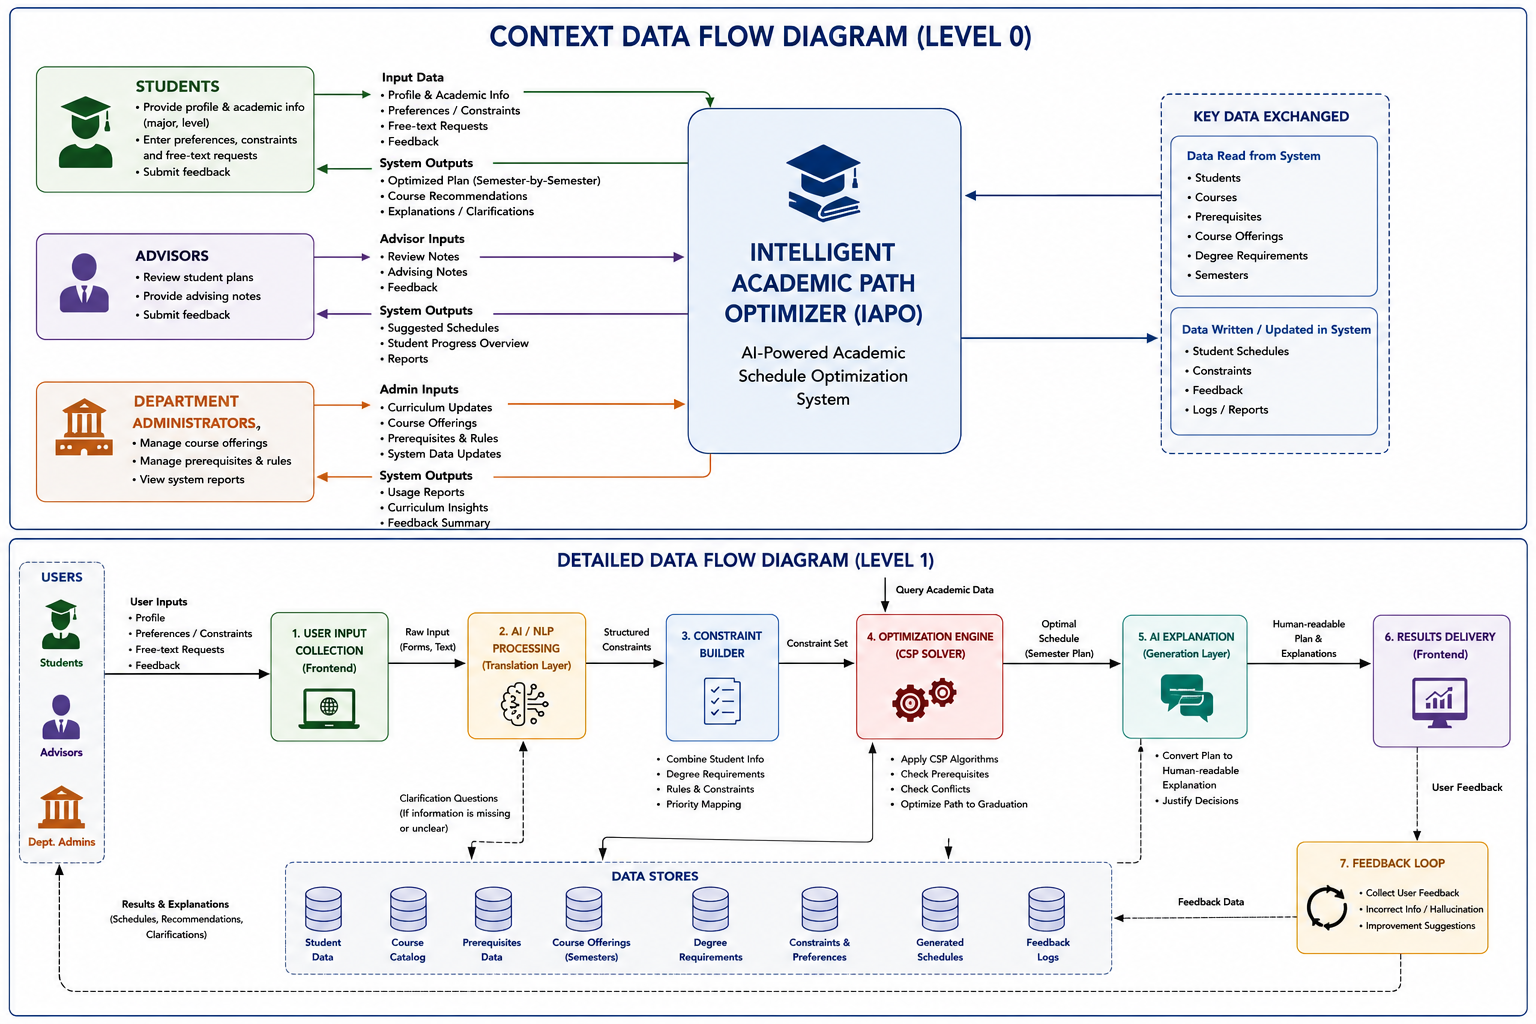 CONTEXT DATA FLOW DIAGRAM (LEVEL 0)
STUDENTS
• Provide profile & academic info
(major, level)
• Enter preferences, constraints
and free-text requests
• Submit feedback
Input Data
• Profile & Academic Info
• Preferences / Constraints
• Free-text Requests
• Feedback
System Outputs
• Optimized Plan (Semester-by-Semester)
• Course Recommendations
• Explanations / Clarifications
ADVISORS
• Review student plans
• Provide advising notes
• Submit feedback
Advisor Inputs
• Review Notes
• Advising Notes
• Feedback
System Outputs
• Suggested Schedules
• Student Progress Overview
• Reports
DEPARTMENT
ADMINISTRATORS,
• Manage course offerings
• Manage prerequisites & rules
• View system reports
Admin Inputs
• Curriculum Updates
• Course Offerings
• Prerequisites & Rules
• System Data Updates
System Outputs
• Usage Reports
• Curriculum Insights
• Feedback Summary
INTELLIGENT
ACADEMIC PATH
OPTIMIZER (IAPO)
AI-Powered Academic
Schedule Optimization
System
KEY DATA EXCHANGED
Data Read from System
• Students
• Courses
• Prerequisites
• Course Offerings
• Degree Requirements
• Semesters
Data Written / Updated in System
• Student Schedules
• Constraints
• Feedback
• Logs / Reports
DETAILED DATA FLOW DIAGRAM (LEVEL 1)
USERS
Students
Advisors
Dept. Admins
User Inputs
• Profile
• Preferences / Constraints
• Free-text Requests
• Feedback
1. USER INPUT
COLLECTION
(Frontend)
Raw Input
(Forms, Text)
2. AI / NLP
PROCESSING
(Translation Layer)
Structured
Constraints
3. CONSTRAINT
BUILDER
• Combine Student Info
• Degree Requirements
• Rules & Constraints
• Priority Mapping
Constraint Set
Query Academic Data
4. OPTIMIZATION ENGINE
(CSP SOLVER)
• Apply CSP Algorithms
• Check Prerequisites
• Check Conflicts
• Optimize Path to Graduation
Optimal
Schedule
(Semester Plan)
5. AI EXPLANATION
(Generation Layer)
• Convert Plan to
Human-readable
Explanation
• Justify Decisions
Human-readable
Plan &
Explanations
6. RESULTS DELIVERY
(Frontend)
User Feedback
7. FEEDBACK LOOP
• Collect User Feedback
• Incorrect Info / Hallucination
• Improvement Suggestions
Feedback Data
Clarification Questions
(If information is missing
or unclear)
Results & Explanations
(Schedules, Recommendations,
Clarifications)
DATA STORES
Student
Data
Course
Catalog
Prerequisites
Data
Course Offerings
(Semesters)
Degree
Requirements
Constraints &
Preferences
Generated
Schedules
Feedback
Logs